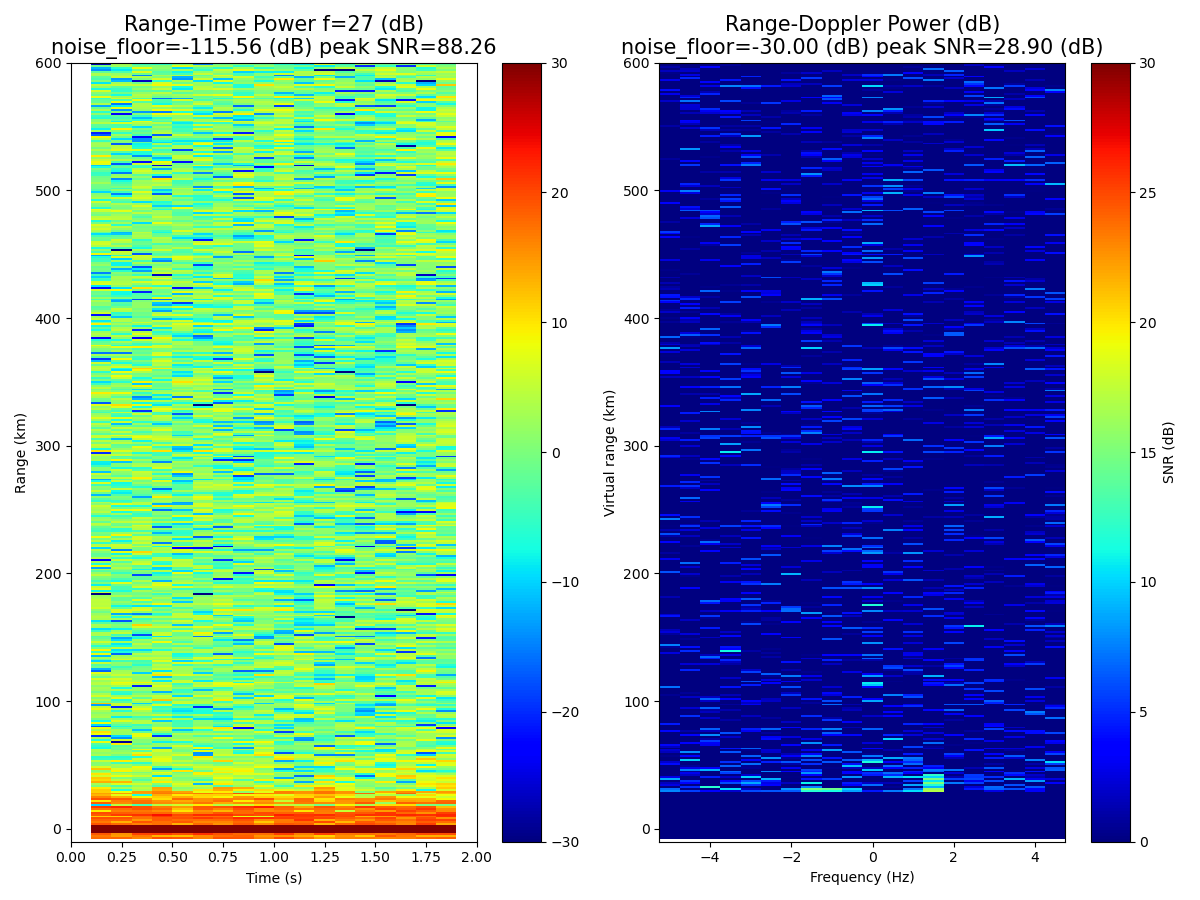 Range-Time Power f=27 (dB)
noise_floor=-115.56 (dB) peak SNR=88.26
Range-Doppler Power (dB)
noise_floor=-30.00 (dB) peak SNR=28.90 (dB)
Range (km)
600
500
400
300
200
100
0
0.00 0.25 0.50 0.75 1.00 1.25 1.50 1.75 2.00
Time (s)
30
20
10
0
−10
−20
−30
Virtual range (km)
600
500
400
300
200
100
0
−4 −2 0 2 4
Frequency (Hz)
30
25
20
15
10
5
0
SNR (dB)